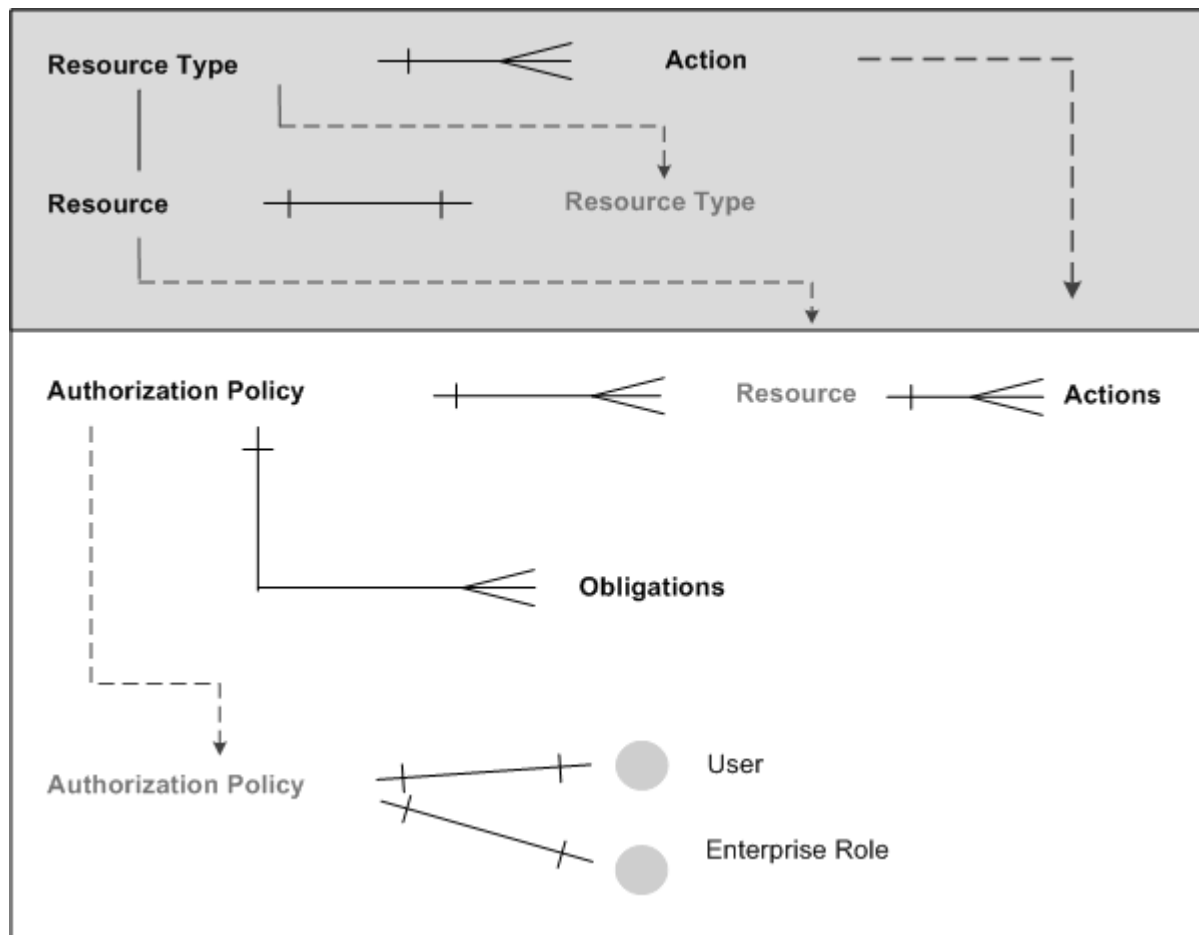 Resource Type
Action
Resource
Resource Type
Authorization Policy
Resource
Actions
Obligations
Authorization Policy
User
Enterprise Role